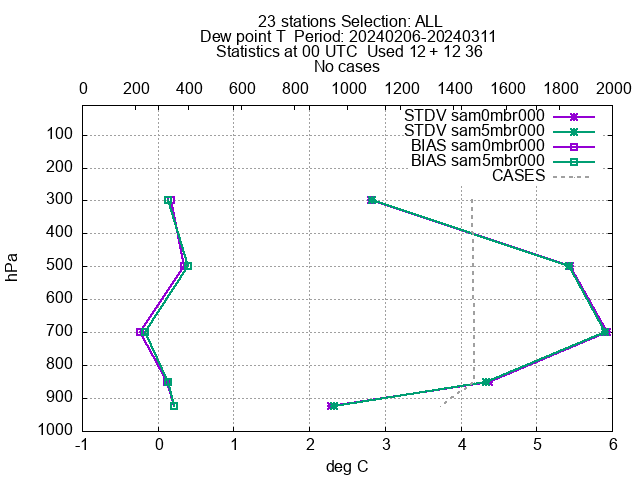 23 stations Selection: ALL
Dew point T  Period: 20240206-20240311
Statistics at 00 UTC  Used 12 + 12 36
No cases
0 200 400 600 800 1000 1200 1400 1600 1800 2000
STDV sam0mbr000
STDV sam5mbr000
BIAS sam0mbr000
BIAS sam5mbr000
CASES
100
200
300
400
500
600
700
800
900
1000
hPa
-1 0 1 2 3 4 5 6
deg C